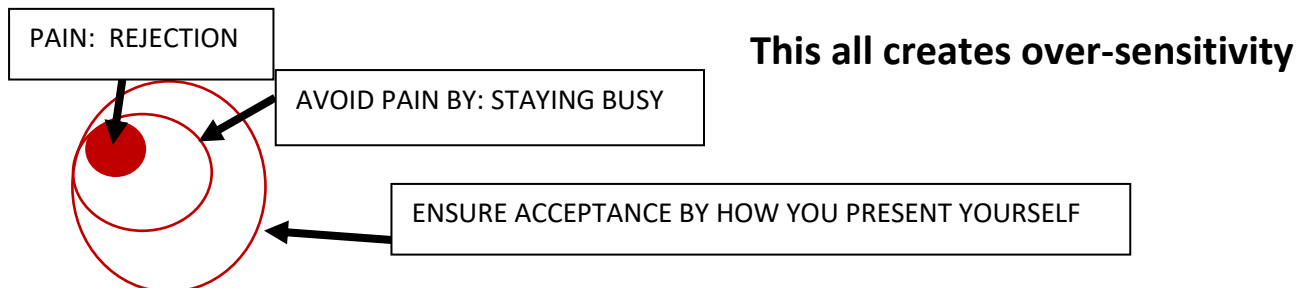 PAIN:  REJECTION
This all creates over-sensitivity
AVOID PAIN BY: STAYING BUSY
ENSURE ACCEPTANCE BY HOW YOU PRESENT YOURSELF